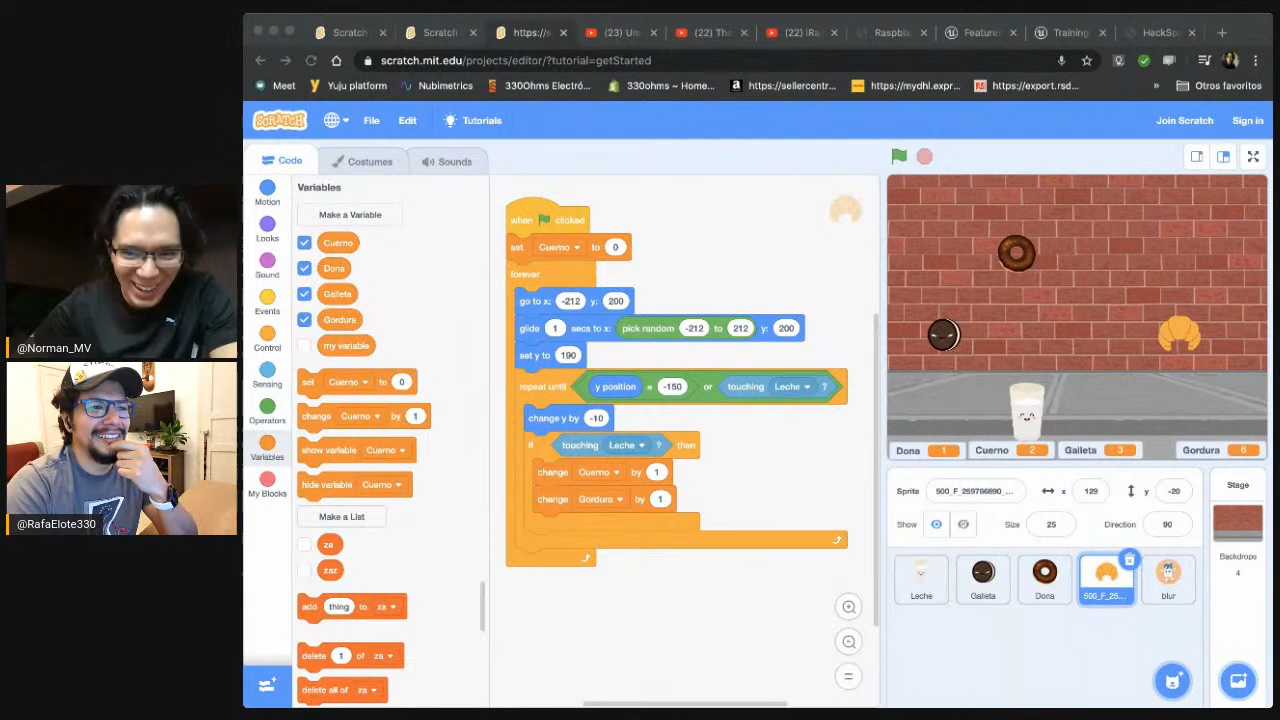 Scratch
Scratch
https://s
(23) Un
(22) The
(22) iRa
Raspb
Feature
Training
HackSp
scratch.mit.edu/projects/editor/?tutorial=getStarted
Meet
Yuju platform
Nubimetrics
330Ohms Electró...
330ohms ~ Home...
https://sellercentr...
https://mydhl.expr...
https://export.rsd...
»
Otros favoritos
SCRATCH
File
Edit
Tutorials
Join Scratch
Sign in
Code
Costumes
Sounds
Motion
Looks
Sound
Events
Control
Sensing
Operators
Variables
My Blocks
Variables
Make a Variable
Cuerno
Dona
Galleta
Gordura
my variable
set Cuerno to 0
change Cuerno by 1
show variable Cuerno
hide variable Cuerno
Make a List
za
zaz
add thing to za
delete 1 of za
delete all of za
when clicked
set Cuerno to 0
forever
go to x: -212 y: 200
glide 1 secs to x: pick random -212 to 212 y: 200
set y to 190
repeat until y position = -150 or touching Leche ?
change y by -10
if touching Leche ? then
change Cuerno by 1
change Gordura by 1
Dona 1
Cuerno 2
Galleta 3
Gordura 6
Sprite 500_F_259766890_... x 129 y -20
Show Size 25 Direction 90
Leche
Galleta
Dona
500_F_25...
blur
Stage
Backdrops
4
@Norman_MV
@RafaElote330